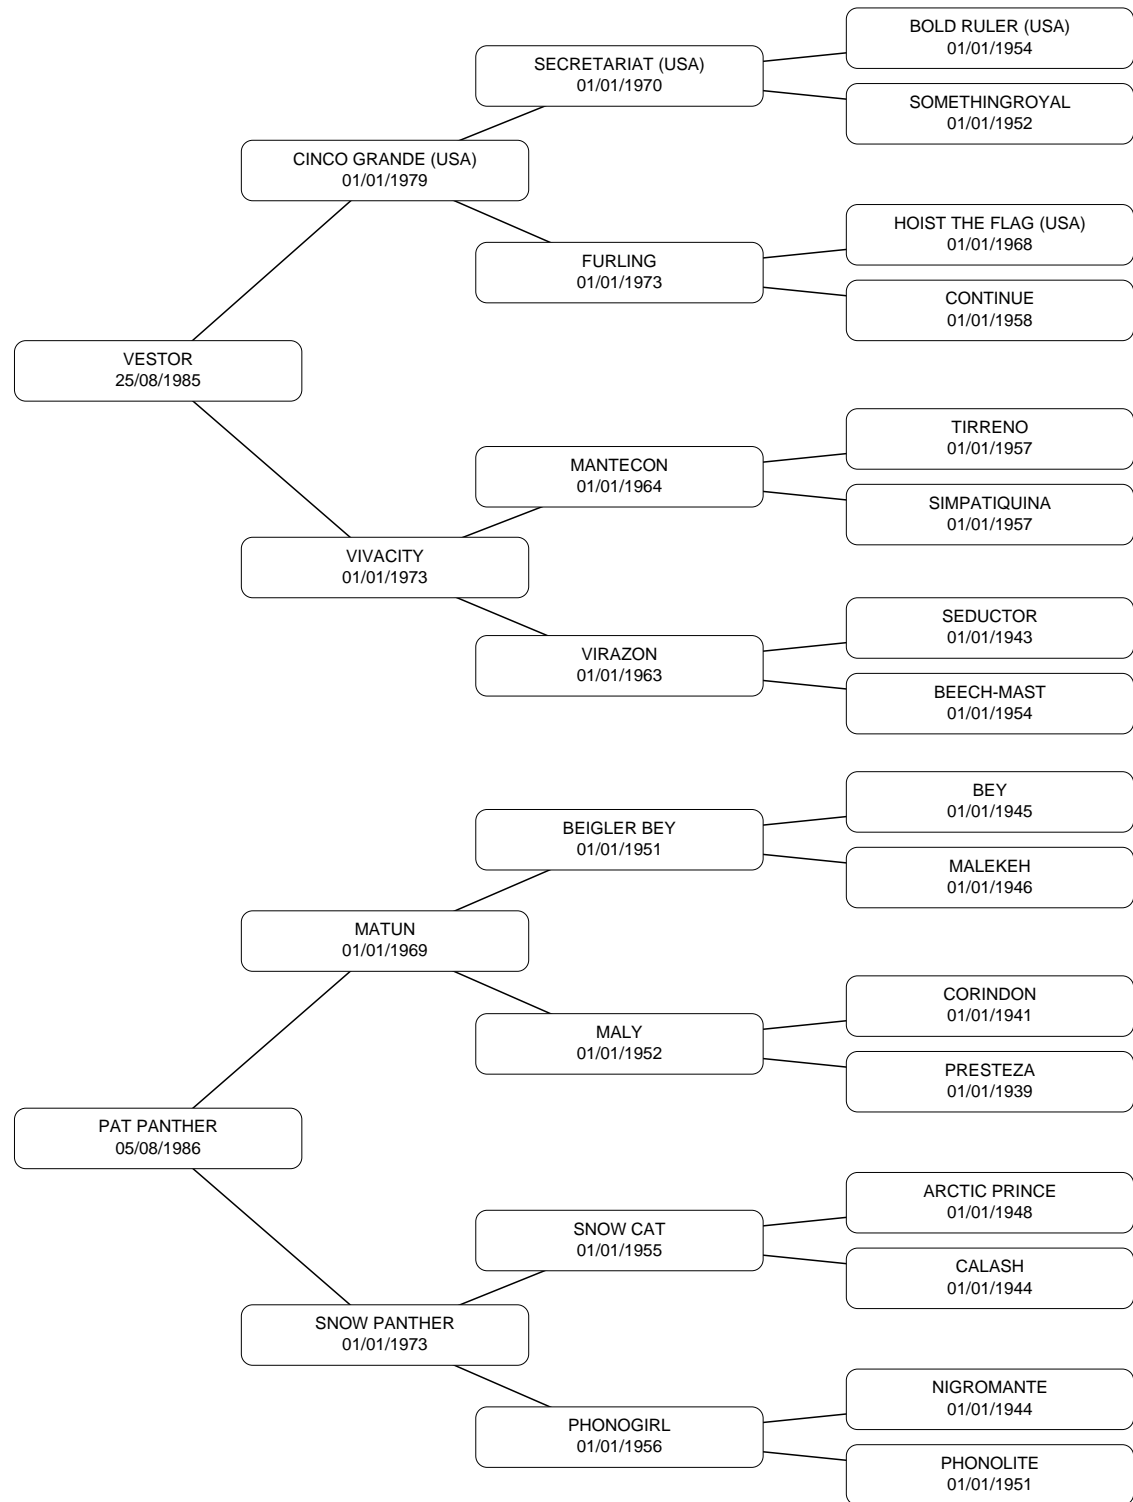 BOLD RULER (USA)
01/01/1954
SECRETARIAT (USA)
01/01/1970
SOMETHINGROYAL
01/01/1952
CINCO GRANDE (USA)
01/01/1979
HOIST THE FLAG (USA)
01/01/1968
FURLING
01/01/1973
CONTINUE
01/01/1958
VESTOR
25/08/1985
TIRRENO
01/01/1957
MANTECON
01/01/1964
SIMPATIQUINA
01/01/1957
VIVACITY
01/01/1973
SEDUCTOR
01/01/1943
VIRAZON
01/01/1963
BEECH-MAST
01/01/1954
BEY
01/01/1945
BEIGLER BEY
01/01/1951
MALEKEH
01/01/1946
MATUN
01/01/1969
CORINDON
01/01/1941
MALY
01/01/1952
PRESTEZA
01/01/1939
PAT PANTHER
05/08/1986
ARCTIC PRINCE
01/01/1948
SNOW CAT
01/01/1955
CALASH
01/01/1944
SNOW PANTHER
01/01/1973
NIGROMANTE
01/01/1944
PHONOGIRL
01/01/1956
PHONOLITE
01/01/1951